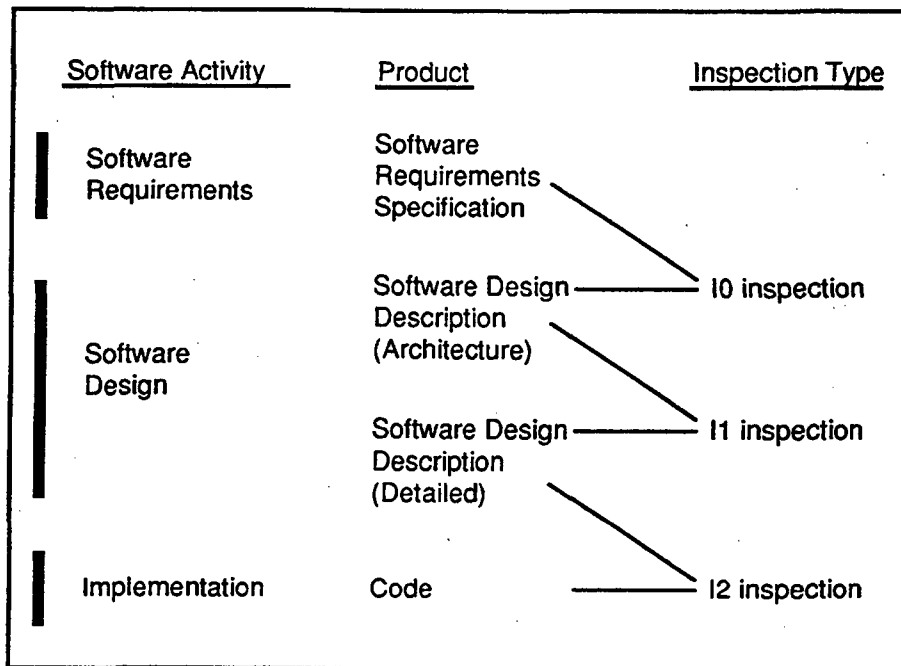 Software Activity
Product
Inspection Type
Software
Requirements
Software
Requirements
Specification
Software Design
Description
(Architecture)
I0 inspection
Software
Design
Software Design
Description
(Detailed)
I1 inspection
Implementation
Code
I2 inspection